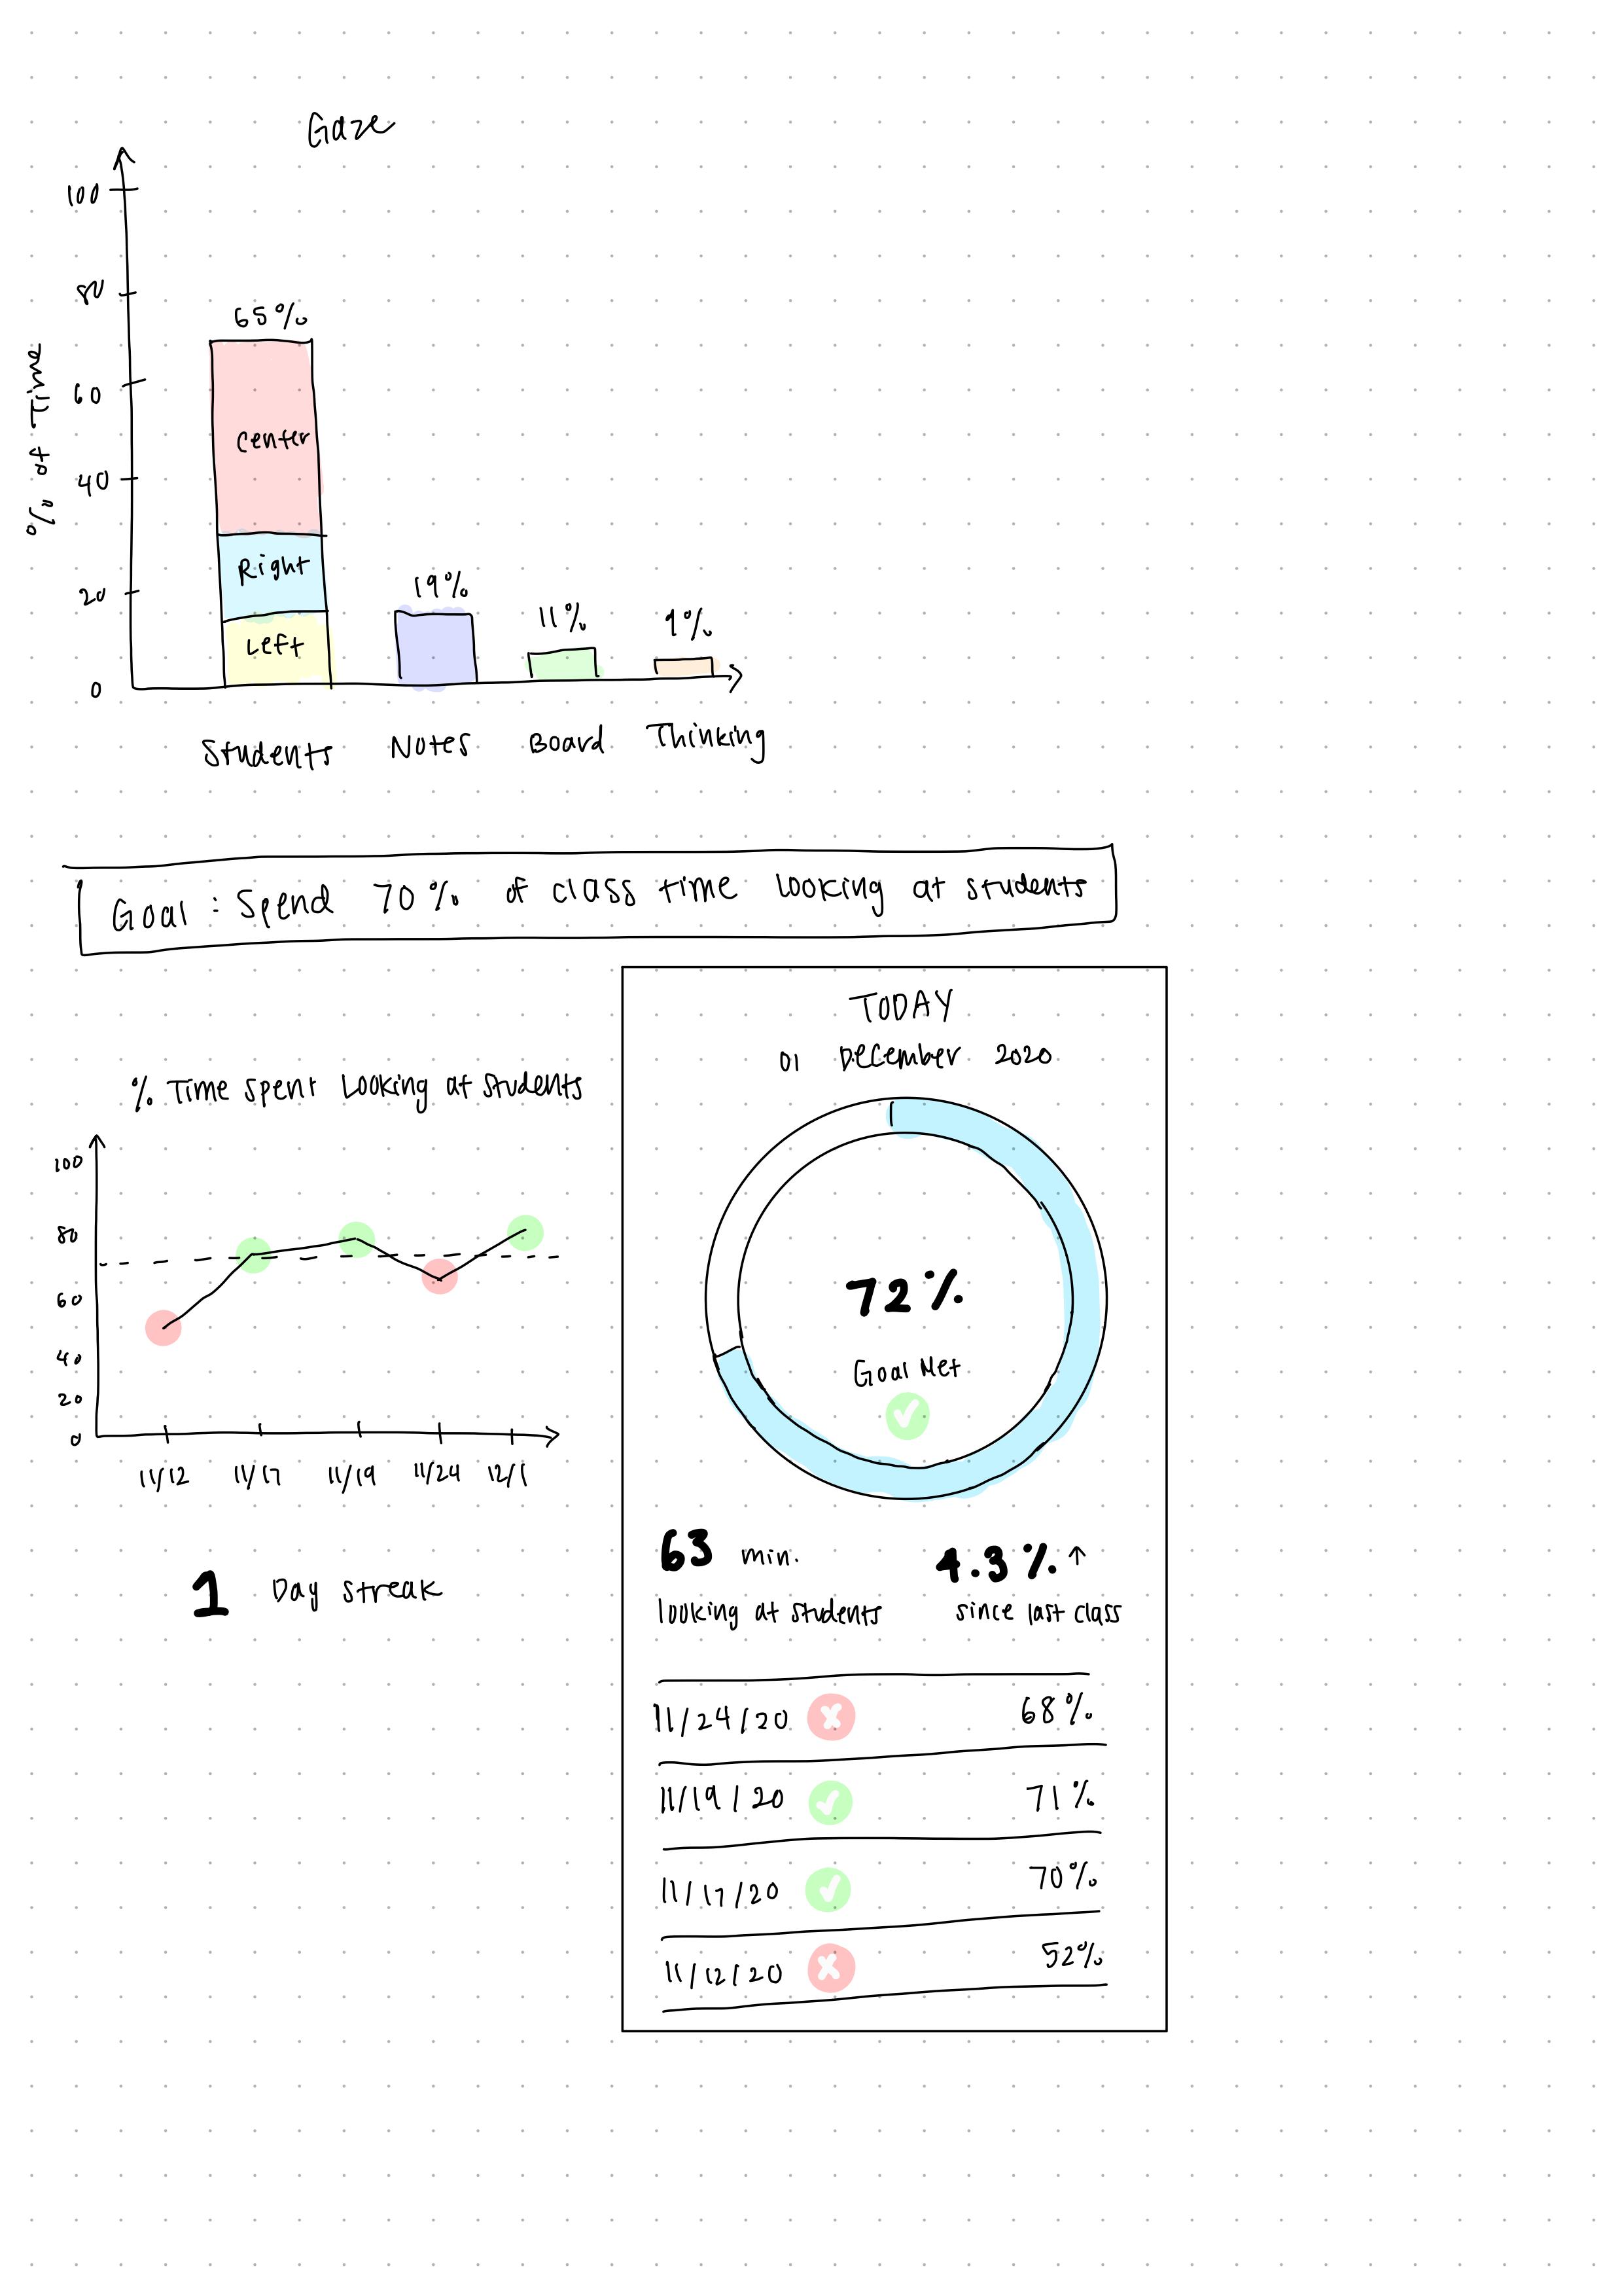 Gaze
100
80
60
40
20
0
% of Time
65%
Center
Right
Left
19%
11%
9%
Students Notes Board Thinking
Goal : Spend 70% of class time looking at students
% Time spent Looking at Students
100
80
60
40
20
0
11/12 11/17 11/19 11/24 12/1
1 Day streak
TODAY
01 December 2020
72%
Goal Met
63 min.
looking at students
4.3% ↑
since last class
11/24/20 68%
11/19/20 71%
11/17/20 70%
11/12/20 52%